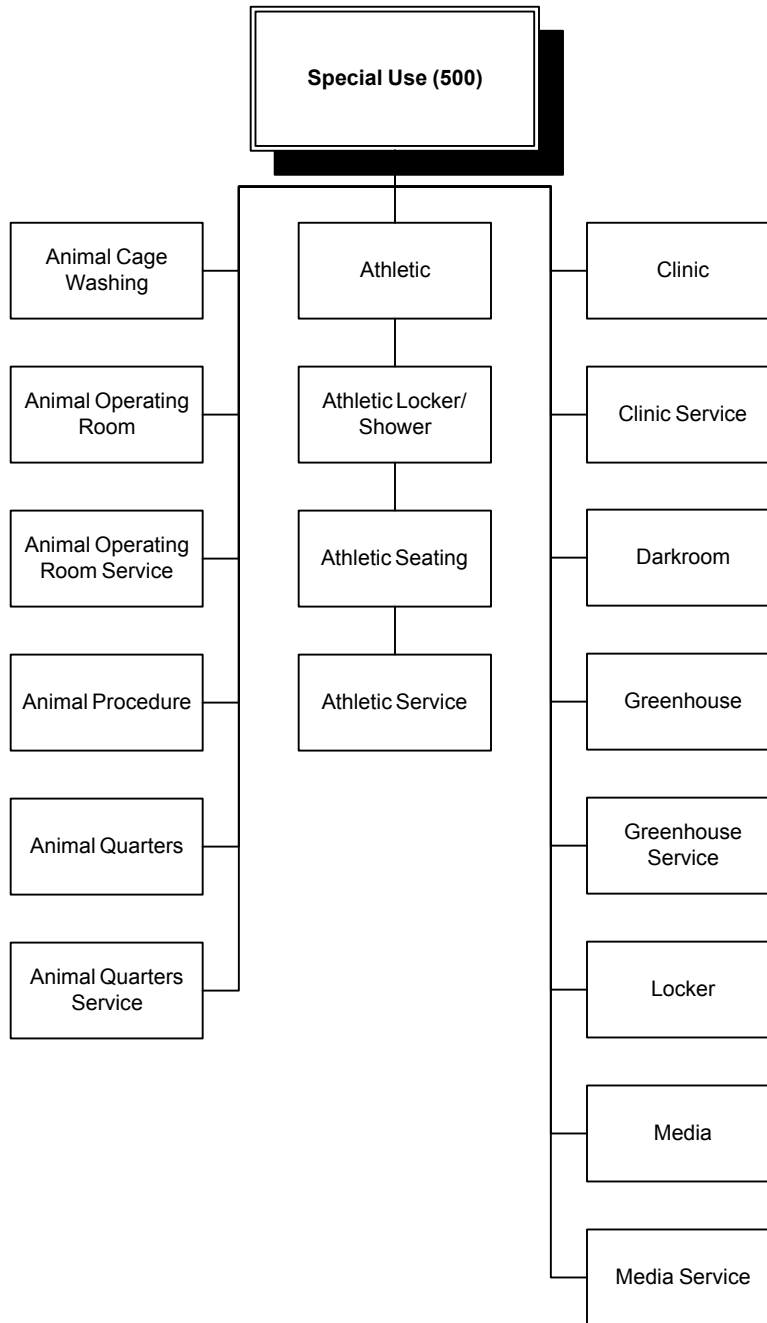 Special Use (500)
Animal Cage
Washing
Animal Operating
Room
Animal Operating
Room Service
Animal Procedure
Animal Quarters
Animal Quarters
Service
Athletic
Athletic Locker/
Shower
Athletic Seating
Athletic Service
Clinic
Clinic Service
Darkroom
Greenhouse
Greenhouse
Service
Locker
Media
Media Service